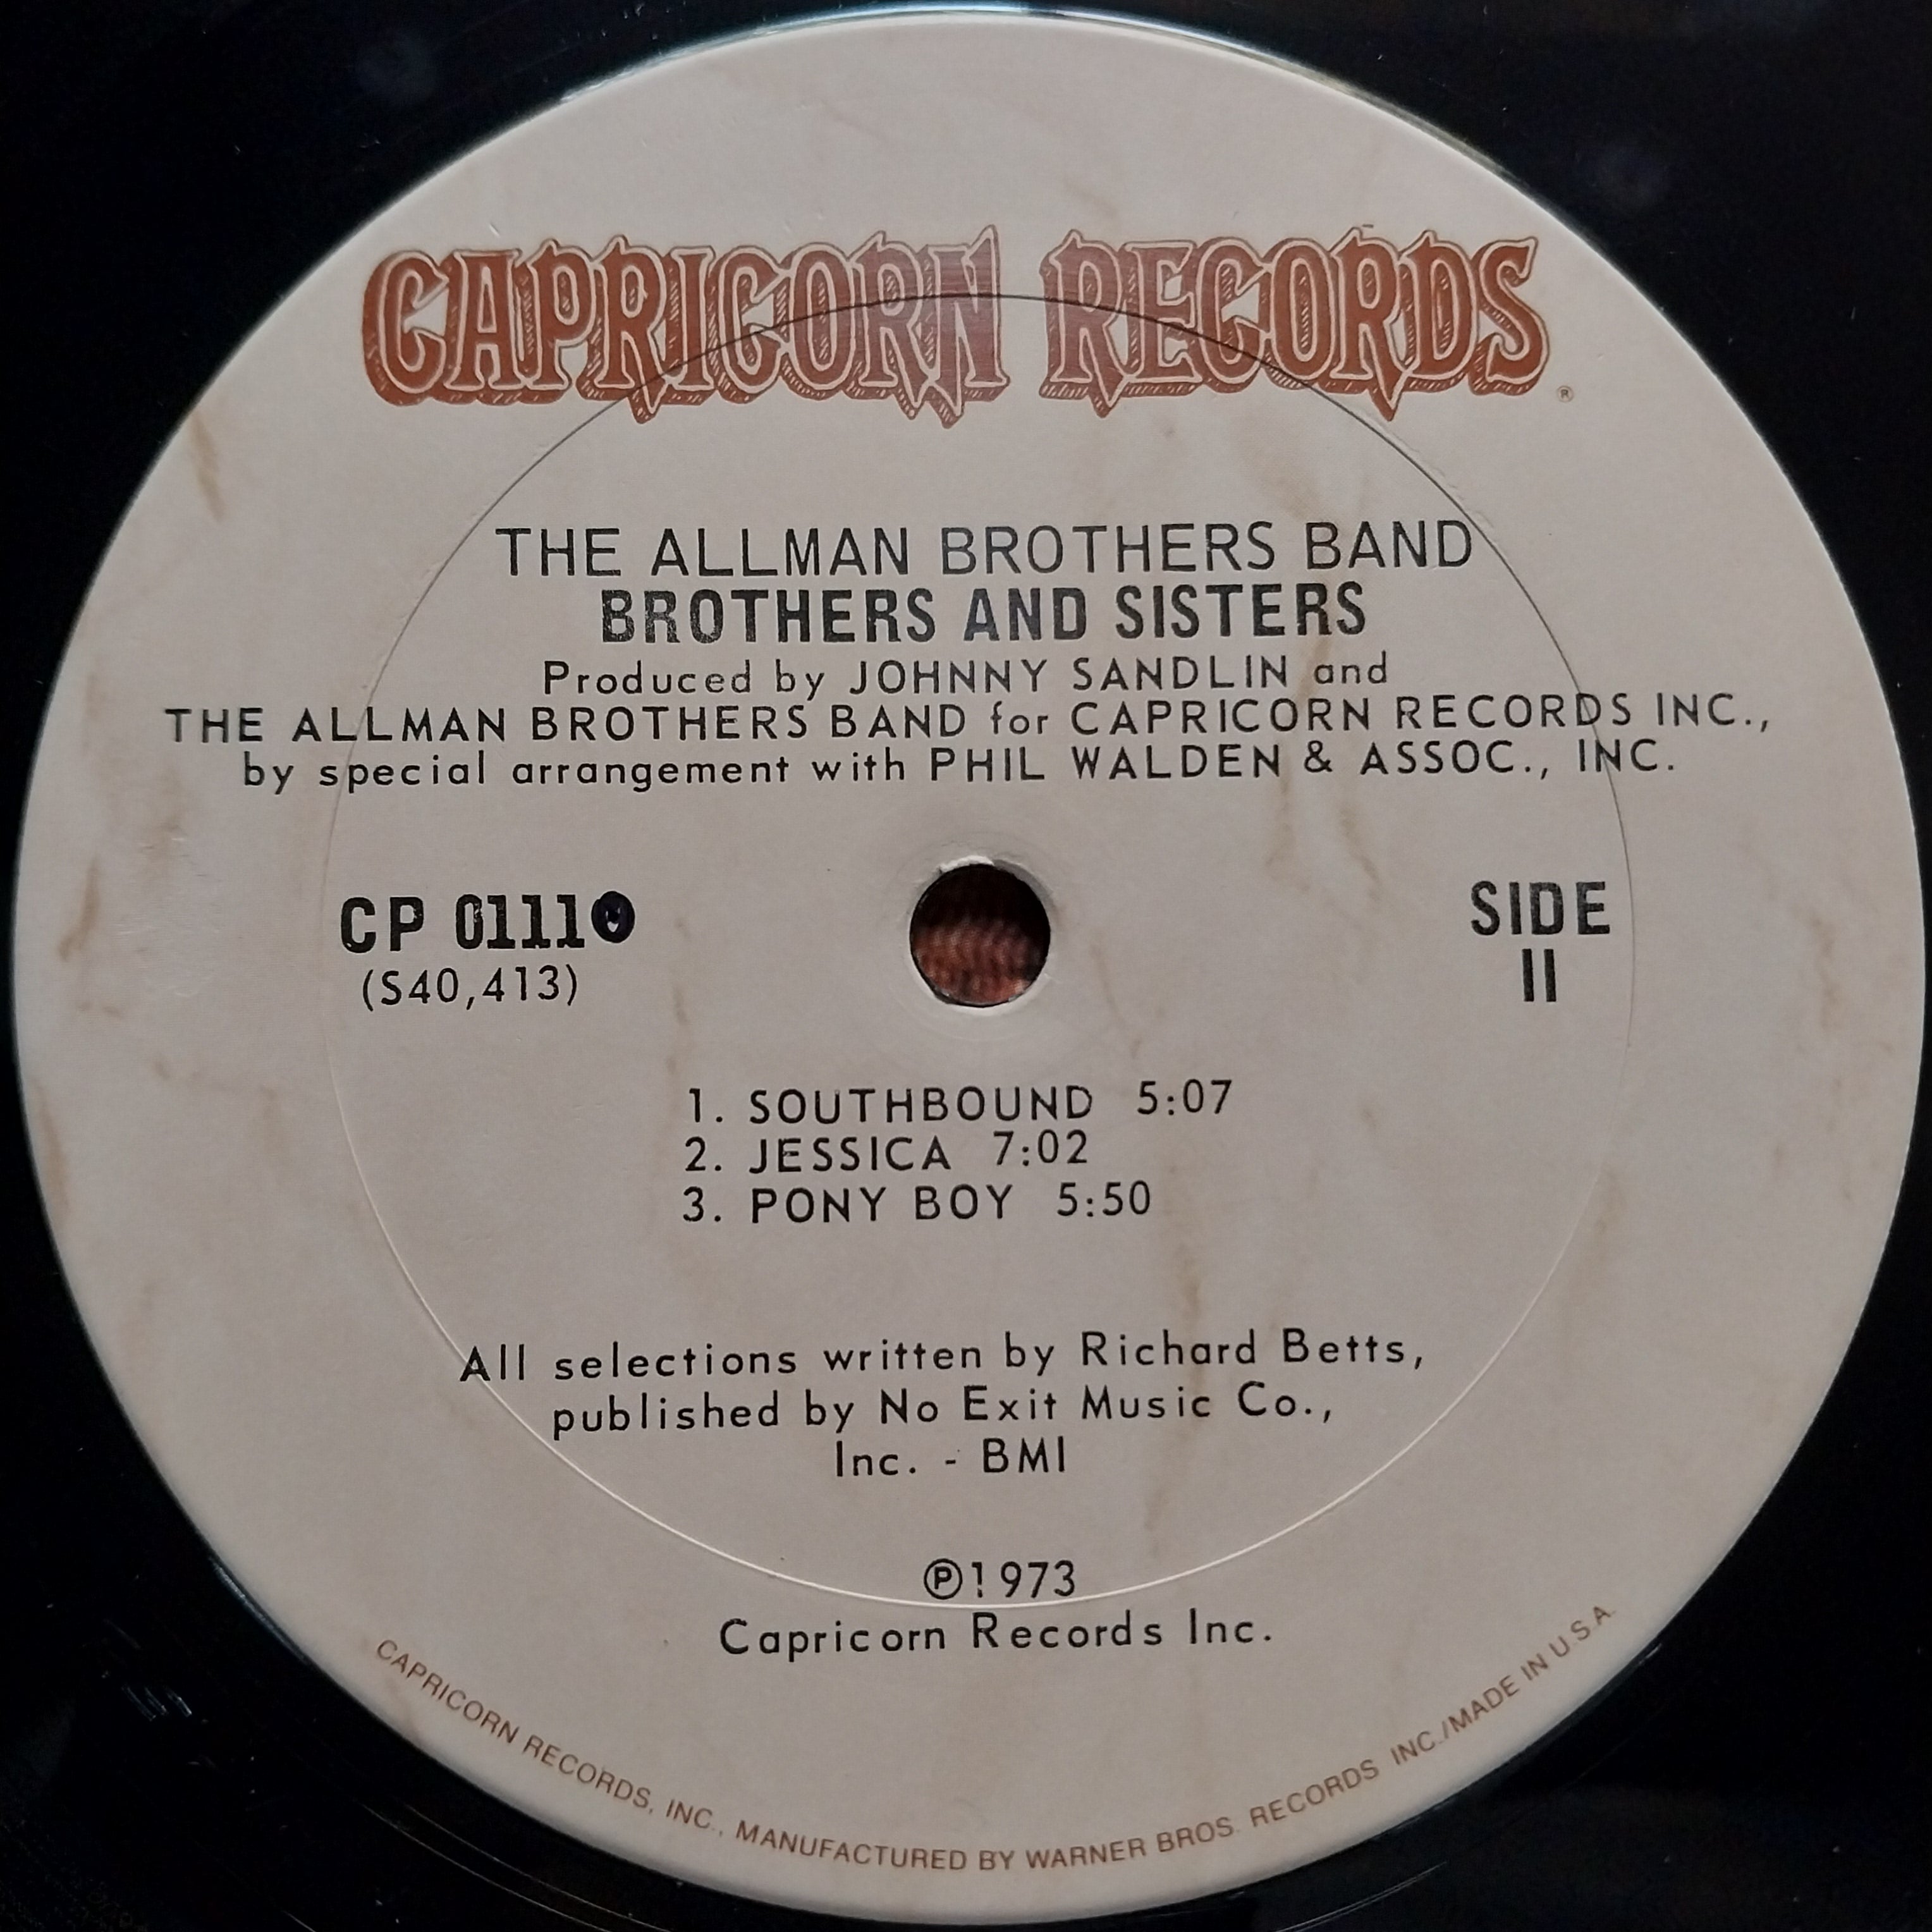 CAPRICORN RECORDS ®
THE ALLMAN BROTHERS BAND
BROTHERS AND SISTERS
Produced by JOHNNY SANDLIN and
THE ALLMAN BROTHERS BAND for CAPRICORN RECORDS INC.,
by special arrangement with PHIL WALDEN & ASSOC., INC.
CP 0111
(S40,413)
SIDE
II
1. SOUTHBOUND 5:07
2. JESSICA 7:02
3. PONY BOY 5:50
All selections written by Richard Betts,
published by No Exit Music Co.,
Inc. - BMI
℗1973
Capricorn Records Inc.
CAPRICORN RECORDS, INC., MANUFACTURED BY WARNER BROS. RECORDS INC./MADE IN U.S.A.